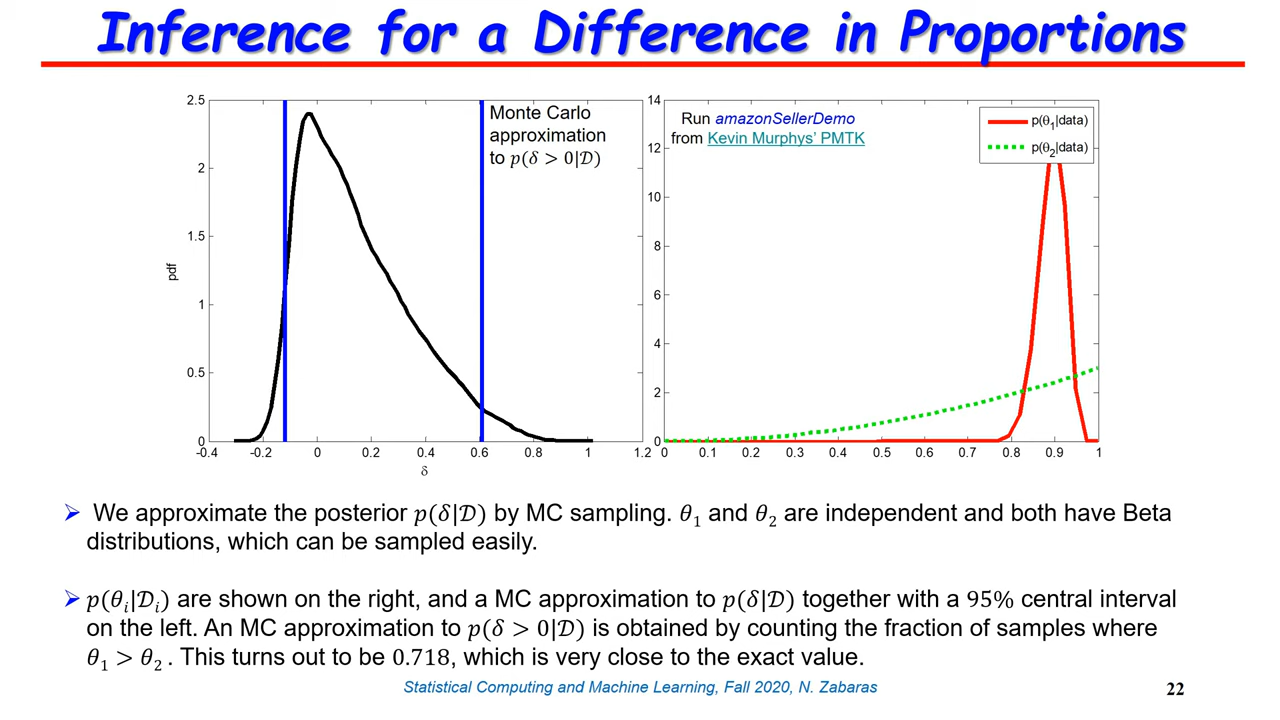 Inference for a Difference in Proportions
2.5
2
1.5
1
0.5
0
pdf
-0.4 -0.2 0 0.2 0.4 0.6 0.8 1 1.2
δ
Monte Carlo
approximation
to 𝑝(𝛿 > 0|𝒟)
14
12
10
8
6
4
2
0
0 0.1 0.2 0.3 0.4 0.5 0.6 0.7 0.8 0.9 1
Run amazonSellerDemo
from Kevin Murphys’ PMTK
p(θ1|data)
p(θ2|data)
➢ We approximate the posterior 𝑝(𝛿|𝒟) by MC sampling. 𝜃1 and 𝜃2 are independent and both have Beta
distributions, which can be sampled easily.
➢ 𝑝(𝜃𝑖|𝒟𝑖) are shown on the right, and a MC approximation to 𝑝(𝛿|𝒟) together with a 95% central interval
on the left. An MC approximation to 𝑝(𝛿 > 0|𝒟) is obtained by counting the fraction of samples where
𝜃1 > 𝜃2 . This turns out to be 0.718, which is very close to the exact value.
Statistical Computing and Machine Learning, Fall 2020, N. Zabaras
22